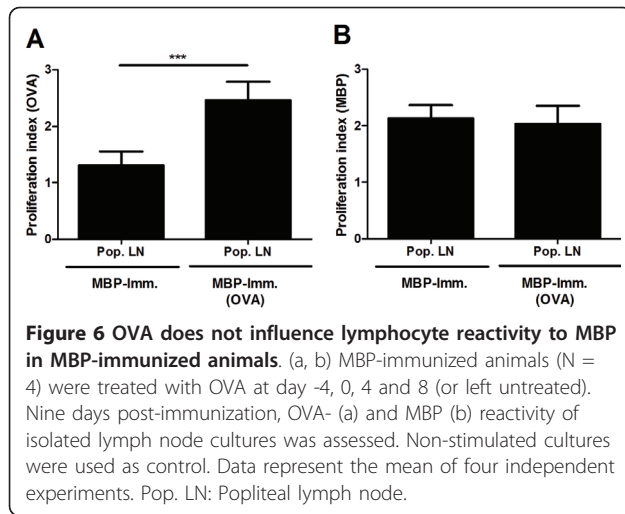 A
B
***
Proliferation index (OVA)
3
2
1
0
Pop. LN
Pop. LN
MBP-Imm.
MBP-Imm.
(OVA)
Proliferation index (MBP)
3
2
1
0
Pop. LN
Pop. LN
MBP-Imm.
MBP-Imm.
(OVA)
Figure 6 OVA does not influence lymphocyte reactivity to MBP
in MBP-immunized animals. (a, b) MBP-immunized animals (N =
4) were treated with OVA at day -4, 0, 4 and 8 (or left untreated).
Nine days post-immunization, OVA- (a) and MBP (b) reactivity of
isolated lymph node cultures was assessed. Non-stimulated cultures
were used as control. Data represent the mean of four independent
experiments. Pop. LN: Popliteal lymph node.